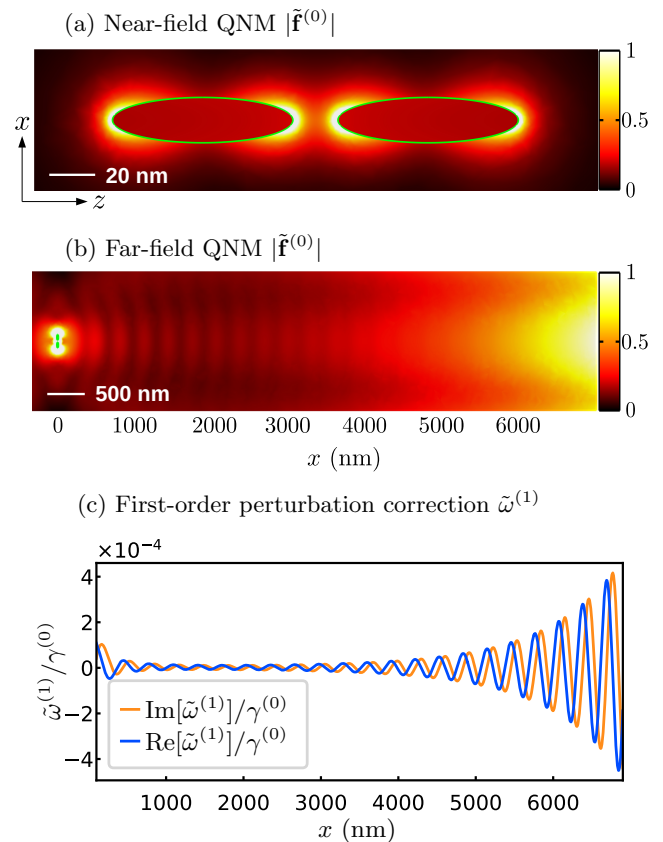 (a) Near-field QNM |f̃⁽⁰⁾|
1
0.5
0
x
z
20 nm
(b) Far-field QNM |f̃⁽⁰⁾|
1
0.5
0
500 nm
0 1000 2000 3000 4000 5000 6000
x (nm)
(c) First-order perturbation correction ω̃⁽¹⁾
×10⁻⁴
4
2
0
−2
−4
ω̃⁽¹⁾/γ⁽⁰⁾
Im[ω̃⁽¹⁾]/γ⁽⁰⁾
Re[ω̃⁽¹⁾]/γ⁽⁰⁾
1000 2000 3000 4000 5000 6000
x (nm)